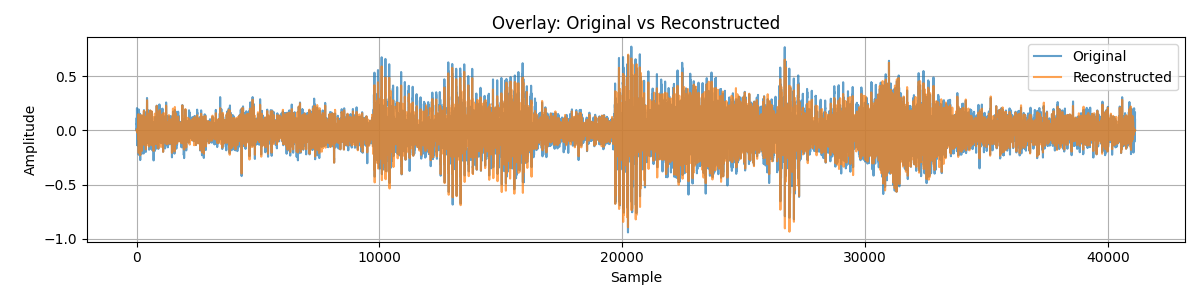 Overlay: Original vs Reconstructed
Original
Reconstructed
Amplitude
0.5
0.0
−0.5
−1.0
0 10000 20000 30000 40000
Sample